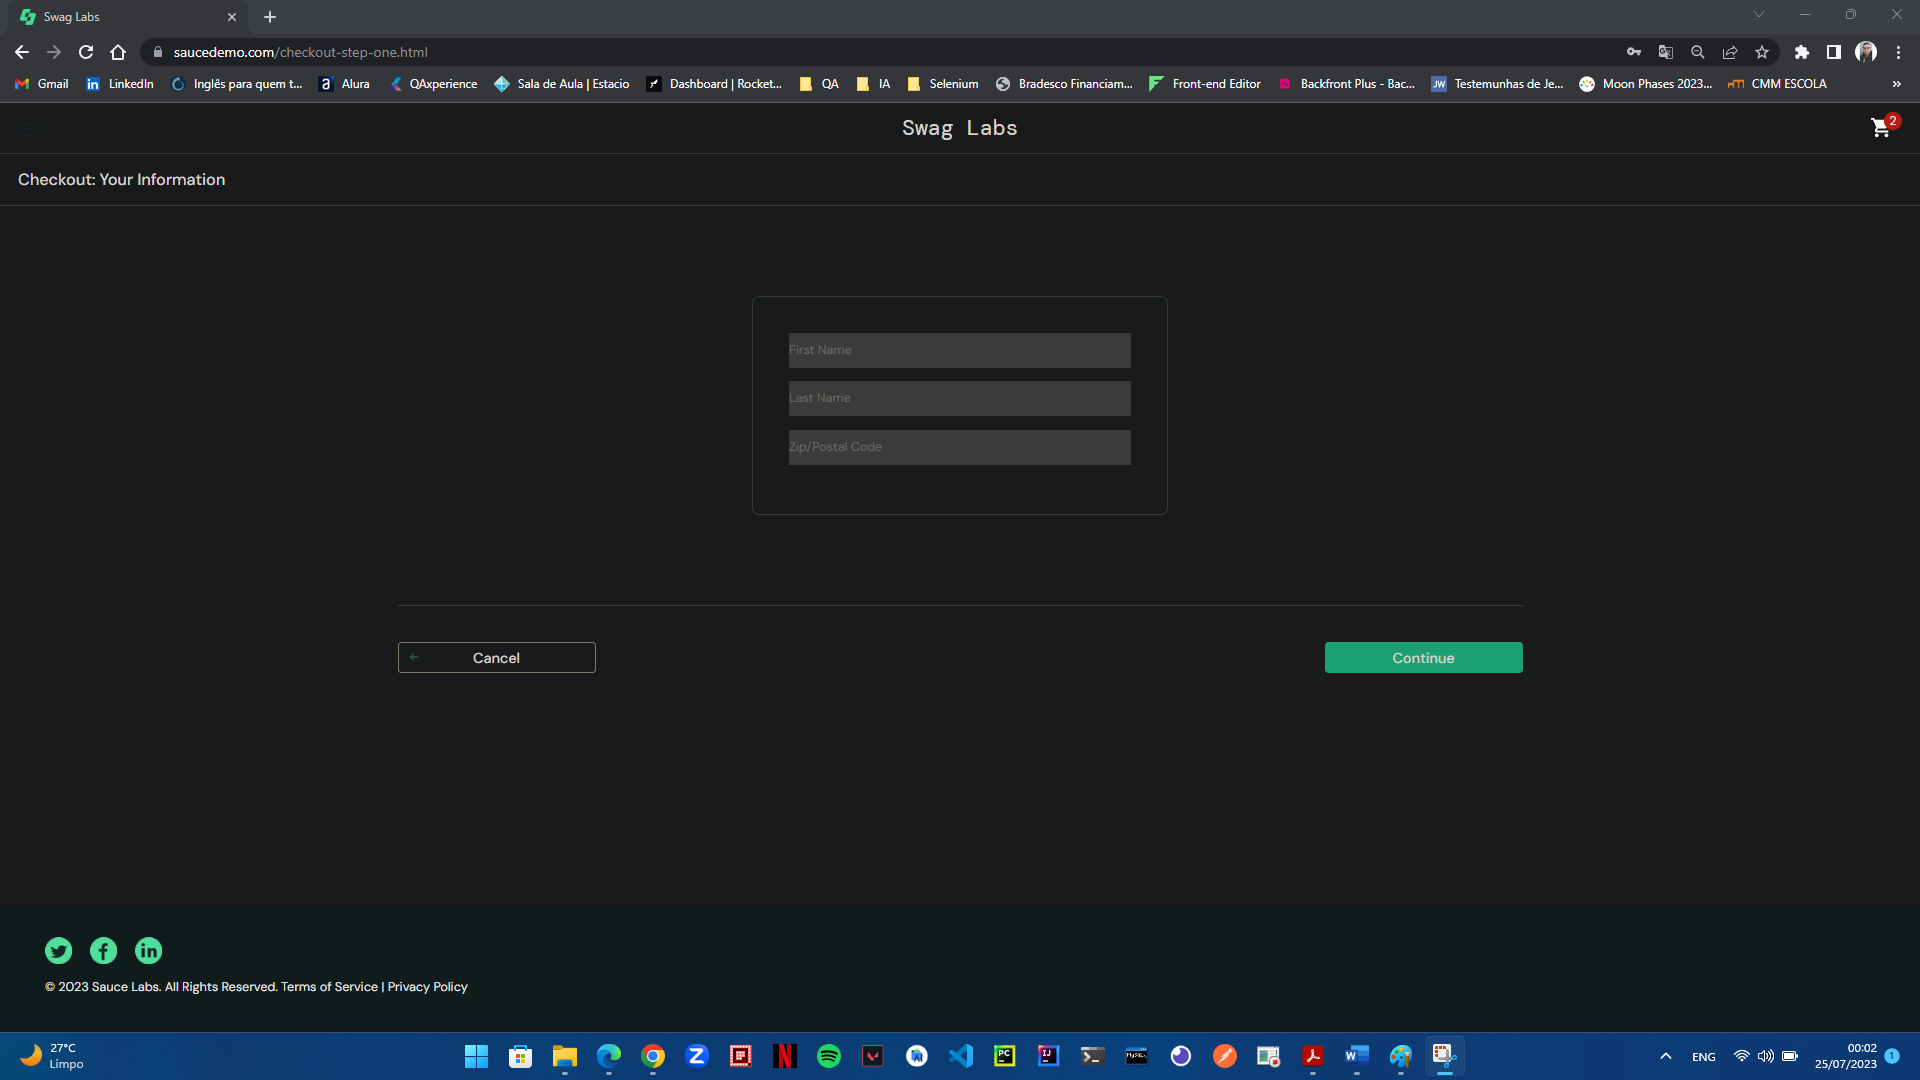 Swag Labs
saucedemo.com/checkout-step-one.html
Gmail LinkedIn Inglês para quem t... Alura QAxperience Sala de Aula | Estacio Dashboard | Rocket... QA IA Selenium Bradesco Financiam... Front-end Editor Backfront Plus - Bac... JW Testemunhas de Je... Moon Phases 2023... CMM ESCOLA »
Swag Labs
2
Checkout: Your Information
First Name
Last Name
Zip/Postal Code
Cancel
Continue
© 2023 Sauce Labs. All Rights Reserved. Terms of Service | Privacy Policy
27°C
Limpo
ENG
00:02
25/07/2023
1